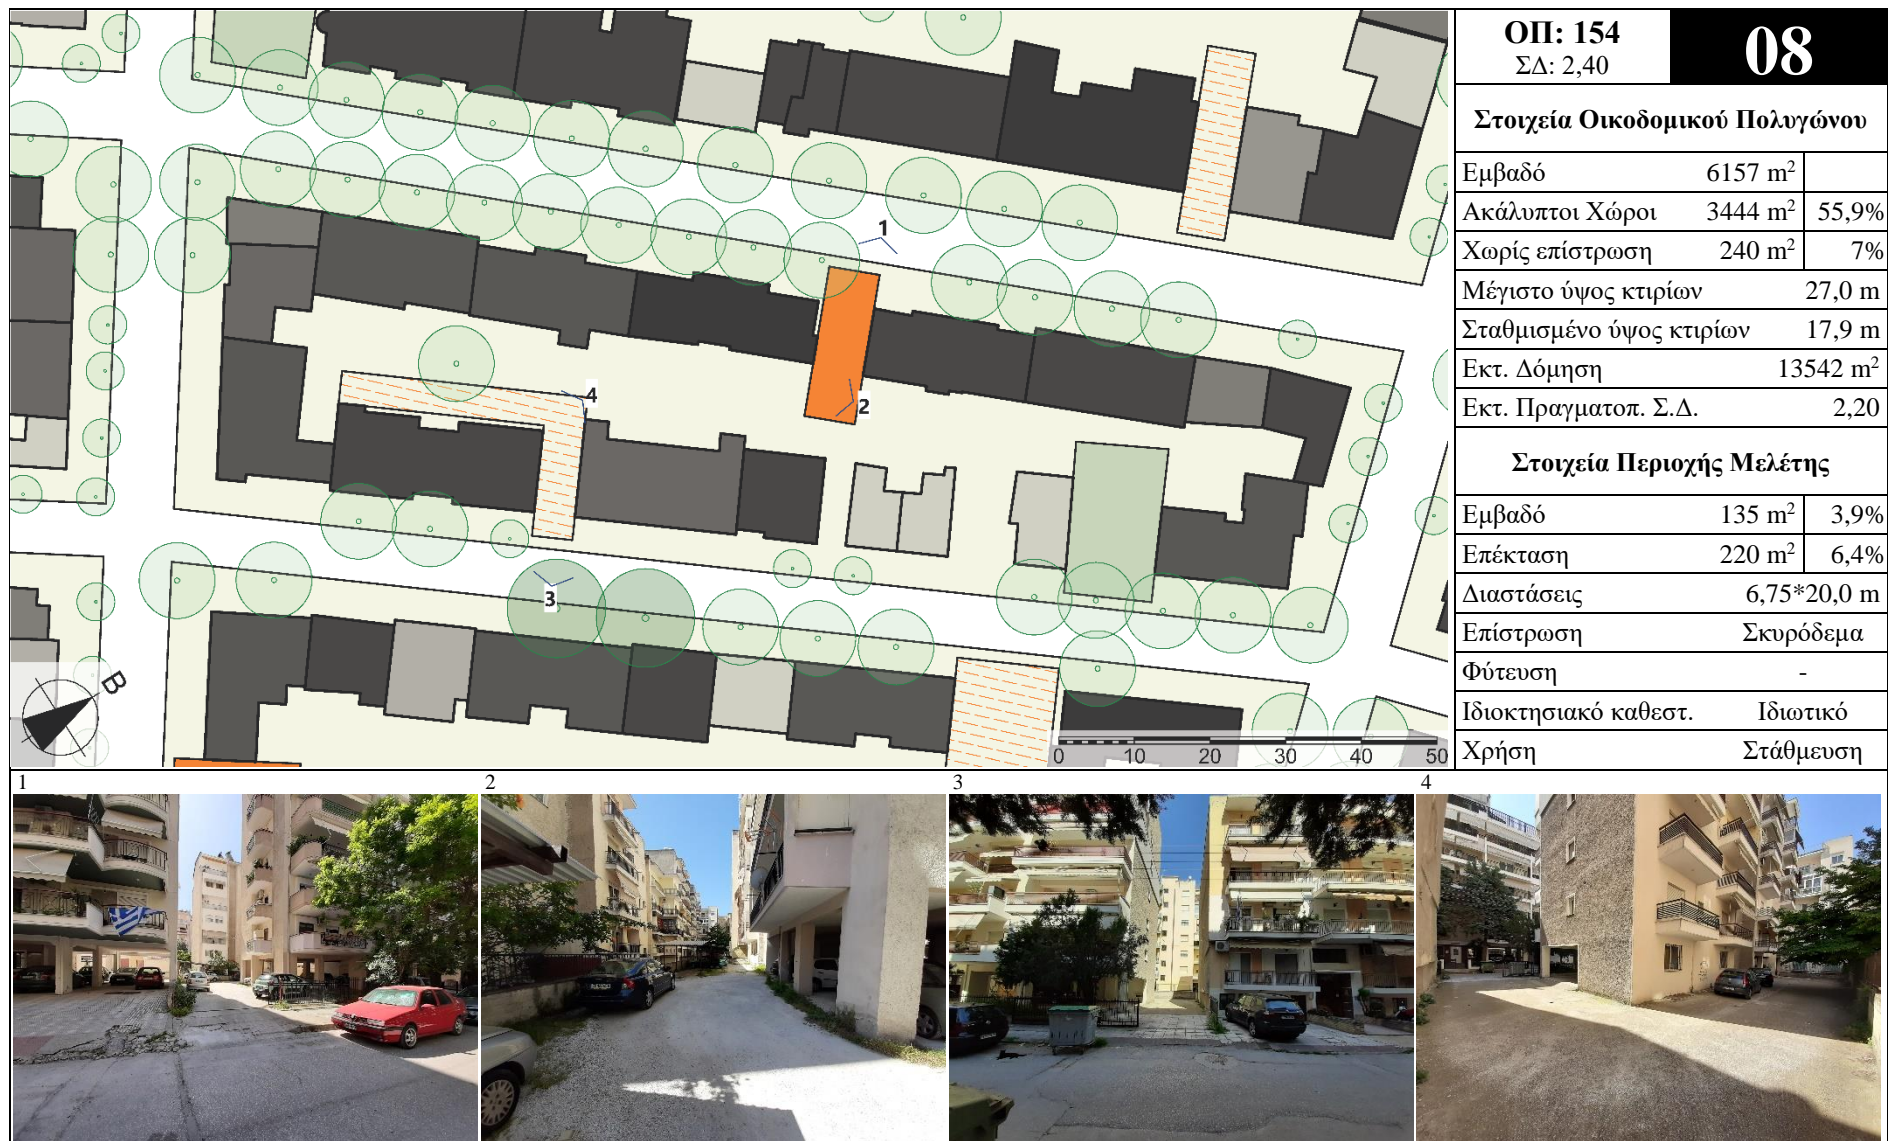 ΟΠ: 154
ΣΔ: 2,40
08
Στοιχεία Οικοδομικού Πολυγώνου
Εμβαδό 6157 m²
Ακάλυπτοι Χώροι 3444 m² 55,9%
Χωρίς επίστρωση 240 m² 7%
Μέγιστο ύψος κτιρίων 27,0 m
Σταθμισμένο ύψος κτιρίων 17,9 m
Εκτ. Δόμηση 13542 m²
Εκτ. Πραγματοπ. Σ.Δ. 2,20
Στοιχεία Περιοχής Μελέτης
Εμβαδό 135 m² 3,9%
Επέκταση 220 m² 6,4%
Διαστάσεις 6,75*20,0 m
Επίστρωση Σκυρόδεμα
Φύτευση -
Ιδιοκτησιακό καθεστ. Ιδιωτικό
Χρήση Στάθμευση
1
4
2
3
Β
0 10 20 30 40 50
1 2 3 4